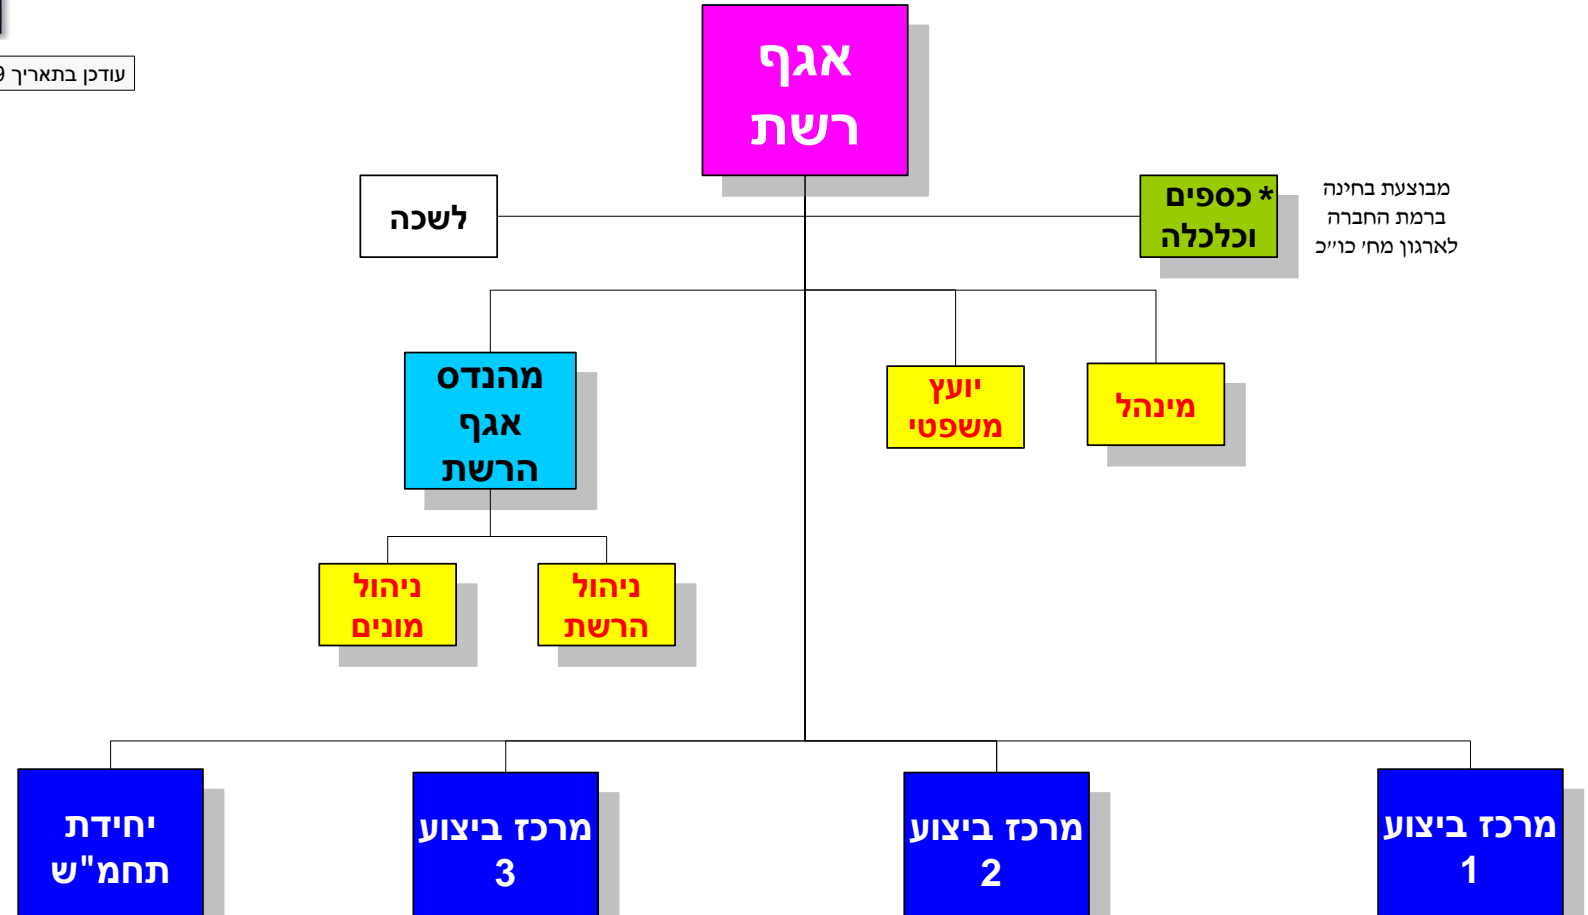 עודכן בתאריך
אגף
רשת
* כספים
וכלכלה
מבוצעת בחינה
ברמת החברה
לארגון מח׳ כו״כ
לשכה
מינהל
יועץ
משפטי
מהנדס
אגף
הרשת
ניהול
הרשת
ניהול
מונים
מרכז ביצוע
1
מרכז ביצוע
2
מרכז ביצוע
3
יחידת
תחמ"ש